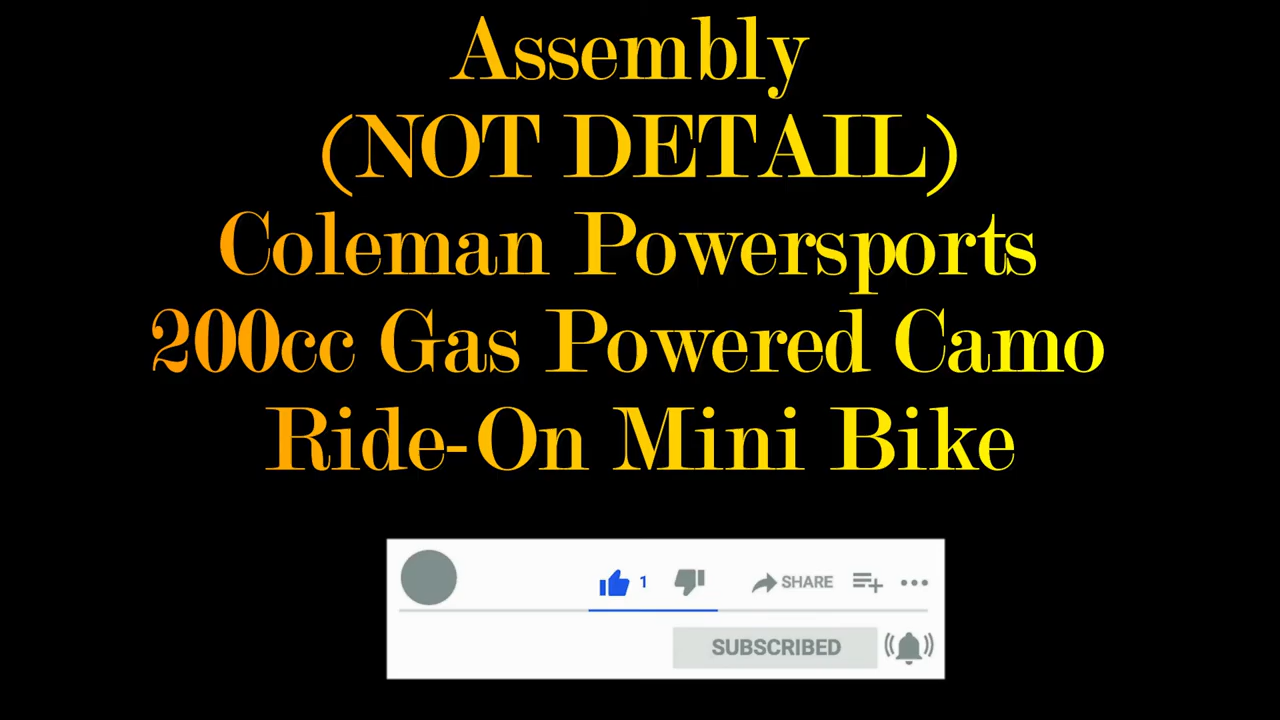 Assembly
(NOT DETAIL)
Coleman Powersports
200cc Gas Powered Camo
Ride-On Mini Bike
1 SHARE
SUBSCRIBED